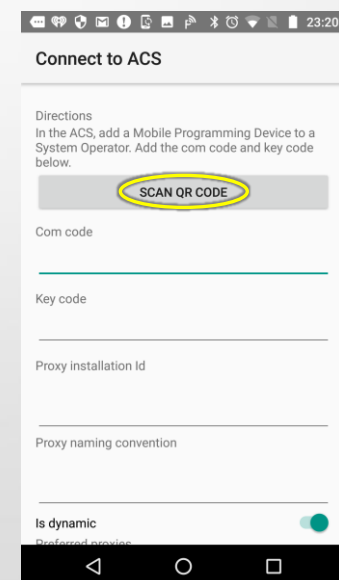 23:20
Connect to ACS
Directions
In the ACS, add a Mobile Programming Device to a
System Operator. Add the com code and key code
below.
SCAN QR CODE
Com code
Key code
Proxy installation Id
Proxy naming convention
Is dynamic
Preferred proxies